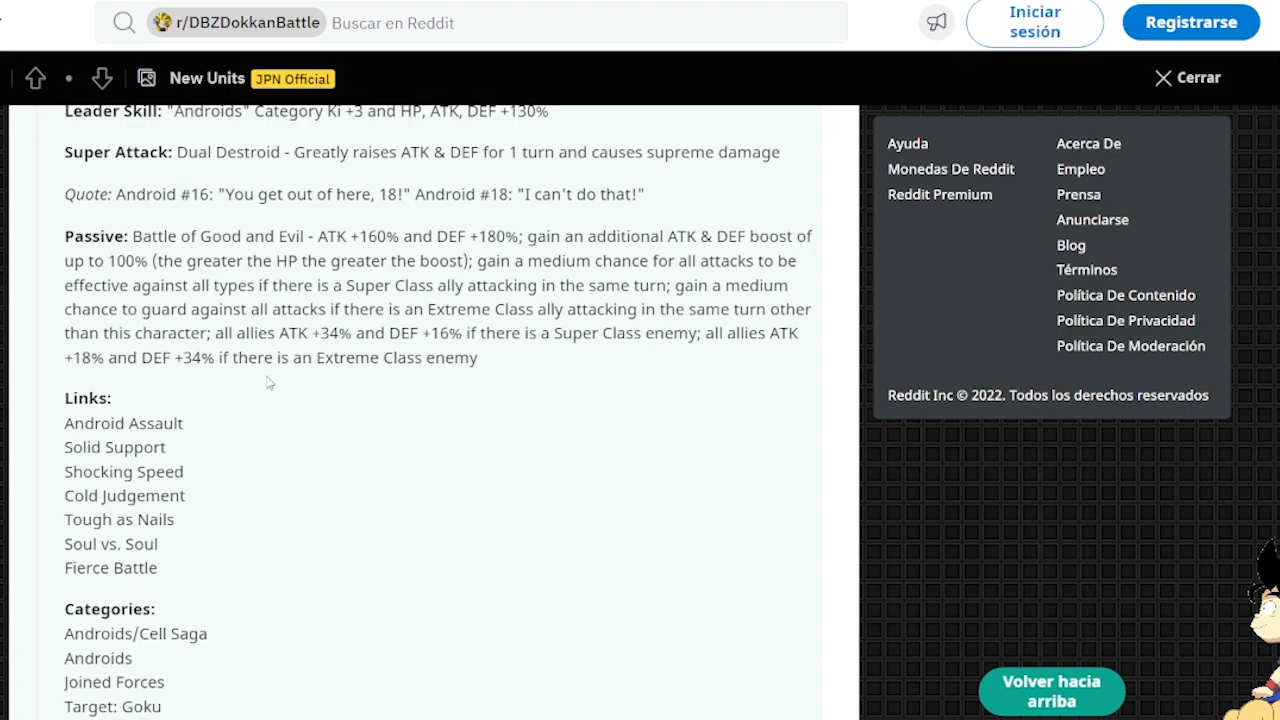 r/DBZDokkanBattle Buscar en Reddit
Iniciar
sesión
Registrarse
New Units JPN Official
Cerrar
Leader Skill: "Androids" Category Ki +3 and HP, ATK, DEF +130%
Super Attack: Dual Destroid - Greatly raises ATK & DEF for 1 turn and causes supreme damage
Quote: Android #16: "You get out of here, 18!" Android #18: "I can't do that!"
Passive: Battle of Good and Evil - ATK +160% and DEF +180%; gain an additional ATK & DEF boost of
up to 100% (the greater the HP the greater the boost); gain a medium chance for all attacks to be
effective against all types if there is a Super Class ally attacking in the same turn; gain a medium
chance to guard against all attacks if there is an Extreme Class ally attacking in the same turn other
than this character; all allies ATK +34% and DEF +16% if there is a Super Class enemy; all allies ATK
+18% and DEF +34% if there is an Extreme Class enemy
Links:
Android Assault
Solid Support
Shocking Speed
Cold Judgement
Tough as Nails
Soul vs. Soul
Fierce Battle
Categories:
Androids/Cell Saga
Androids
Joined Forces
Target: Goku
Ayuda
Monedas De Reddit
Reddit Premium
Acerca De
Empleo
Prensa
Anunciarse
Blog
Términos
Política De Contenido
Política De Privacidad
Política De Moderación
Reddit Inc © 2022. Todos los derechos reservados
Volver hacia
arriba